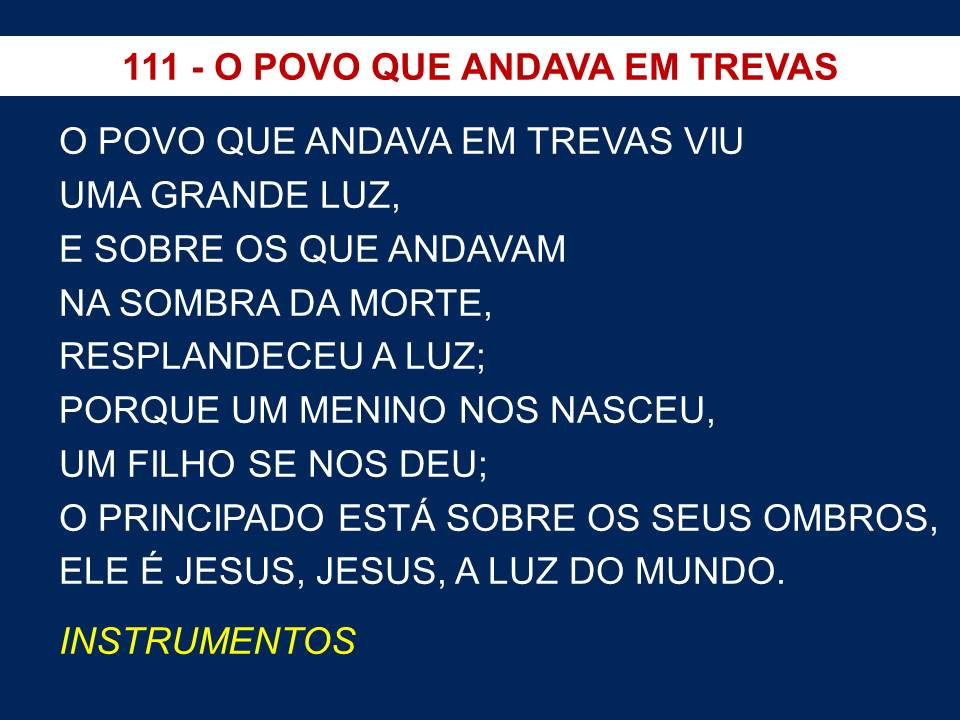 111 - O POVO QUE ANDAVA EM TREVAS
O POVO QUE ANDAVA EM TREVAS VIU
UMA GRANDE LUZ,
E SOBRE OS QUE ANDAVAM
NA SOMBRA DA MORTE,
RESPLANDECEU A LUZ;
PORQUE UM MENINO NOS NASCEU,
UM FILHO SE NOS DEU;
O PRINCIPADO ESTÁ SOBRE OS SEUS OMBROS,
ELE É JESUS, JESUS, A LUZ DO MUNDO.
INSTRUMENTOS